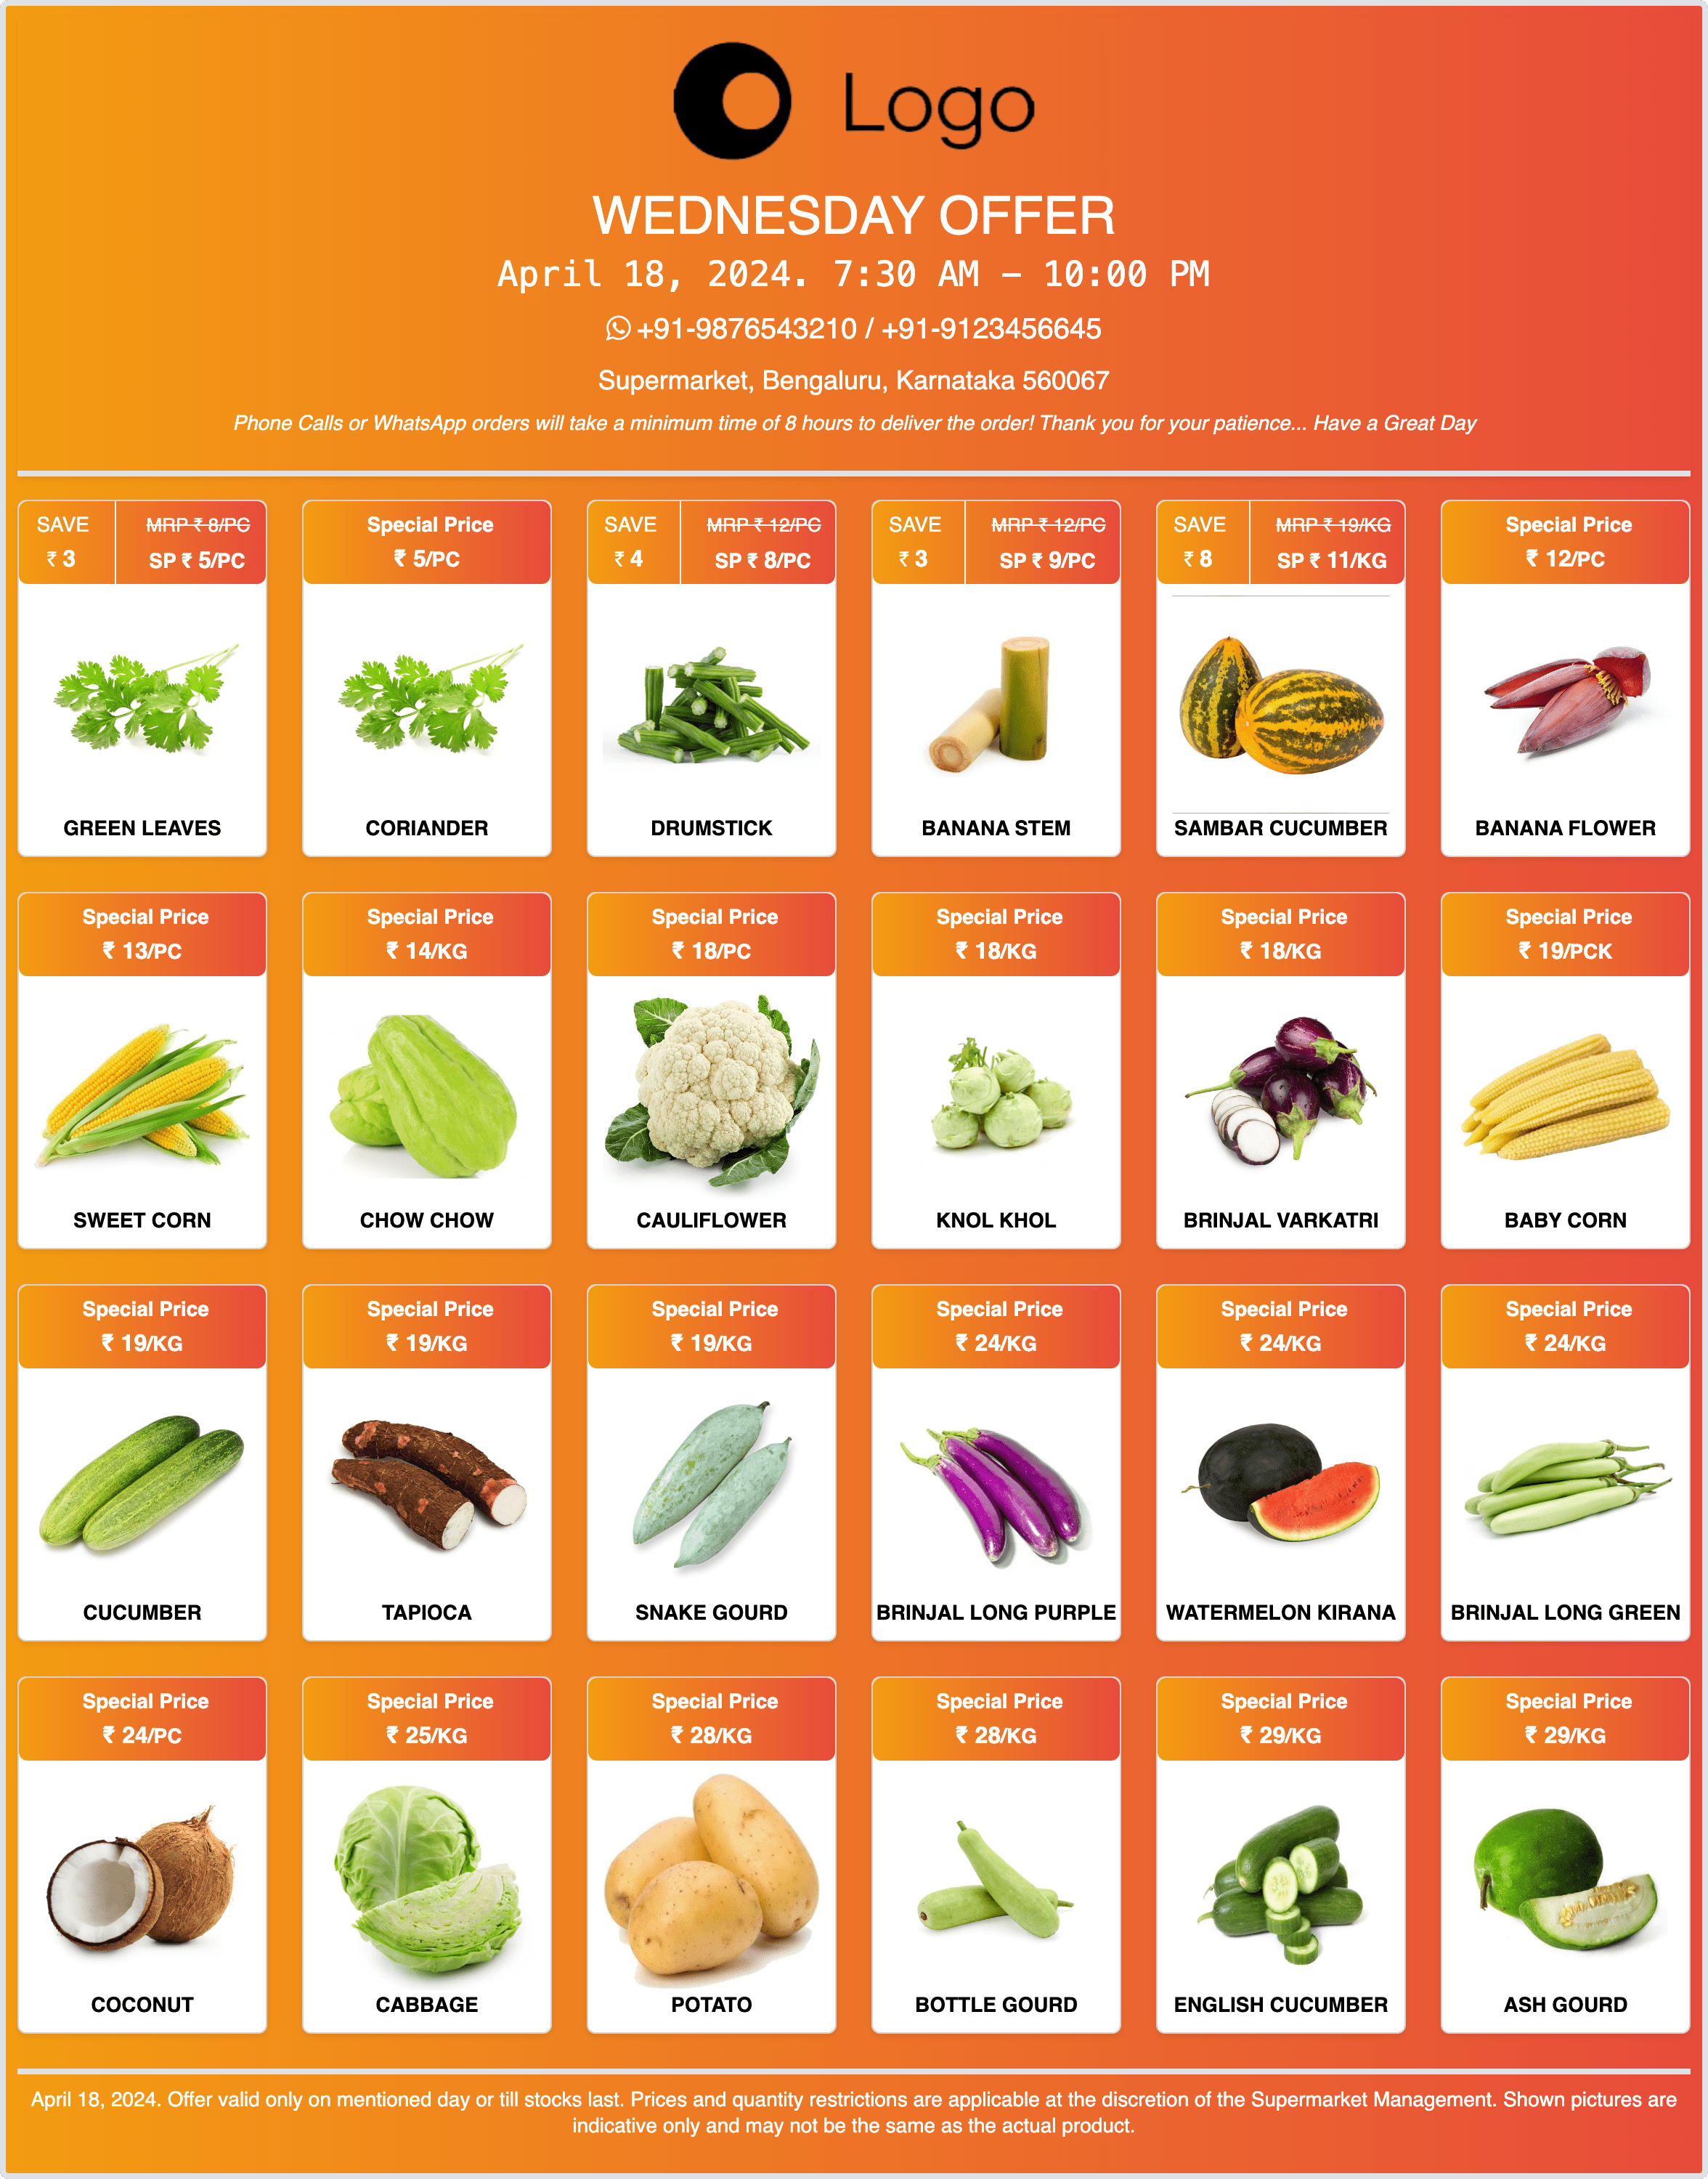 Logo
WEDNESDAY OFFER
April 18, 2024. 7:30 AM – 10:00 PM
+91-9876543210 / +91-9123456645
Supermarket, Bengaluru, Karnataka 560067
Phone Calls or WhatsApp orders will take a minimum time of 8 hours to deliver the order! Thank you for your patience... Have a Great Day
SAVE
₹ 3
MRP ₹ 8/PC
SP ₹ 5/PC
GREEN LEAVES
Special Price
₹ 5/PC
CORIANDER
SAVE
₹ 4
MRP ₹ 12/PC
SP ₹ 8/PC
DRUMSTICK
SAVE
₹ 3
MRP ₹ 12/PC
SP ₹ 9/PC
BANANA STEM
SAVE
₹ 8
MRP ₹ 19/KG
SP ₹ 11/KG
SAMBAR CUCUMBER
Special Price
₹ 12/PC
BANANA FLOWER
Special Price
₹ 13/PC
SWEET CORN
Special Price
₹ 14/KG
CHOW CHOW
Special Price
₹ 18/PC
CAULIFLOWER
Special Price
₹ 18/KG
KNOL KHOL
Special Price
₹ 18/KG
BRINJAL VARKATRI
Special Price
₹ 19/PCK
BABY CORN
Special Price
₹ 19/KG
CUCUMBER
Special Price
₹ 19/KG
TAPIOCA
Special Price
₹ 19/KG
SNAKE GOURD
Special Price
₹ 24/KG
BRINJAL LONG PURPLE
Special Price
₹ 24/KG
WATERMELON KIRANA
Special Price
₹ 24/KG
BRINJAL LONG GREEN
Special Price
₹ 24/PC
COCONUT
Special Price
₹ 25/KG
CABBAGE
Special Price
₹ 28/KG
POTATO
Special Price
₹ 28/KG
BOTTLE GOURD
Special Price
₹ 29/KG
ENGLISH CUCUMBER
Special Price
₹ 29/KG
ASH GOURD
April 18, 2024. Offer valid only on mentioned day or till stocks last. Prices and quantity restrictions are applicable at the discretion of the Supermarket Management. Shown pictures are
indicative only and may not be the same as the actual product.